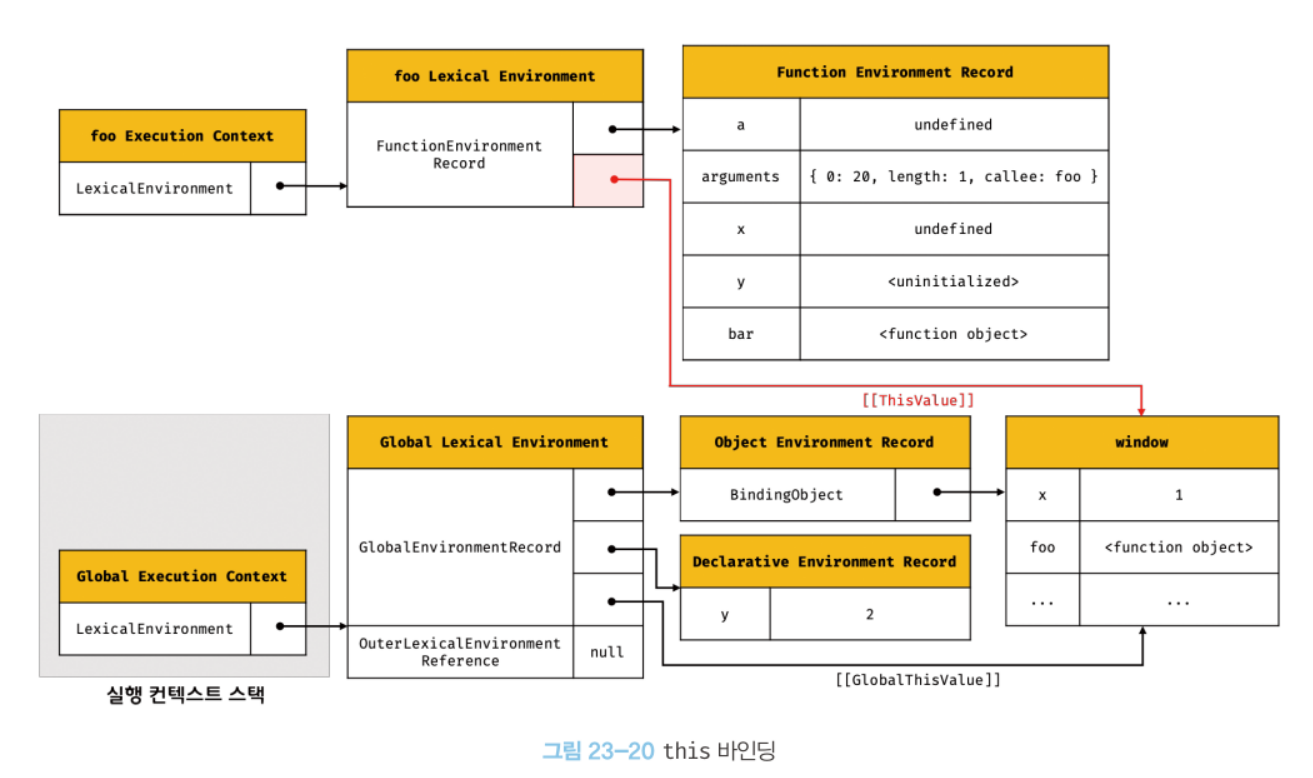 foo Execution Context
LexicalEnvironment
foo Lexical Environment
FunctionEnvironment
Record
Function Environment Record
a undefined
arguments { 0: 20, length: 1, callee: foo }
x undefined
y <uninitialized>
bar <function object>
[[ThisValue]]
Global Execution Context
LexicalEnvironment
실행 컨텍스트 스택
Global Lexical Environment
GlobalEnvironmentRecord
OuterLexicalEnvironment
Reference
null
Object Environment Record
BindingObject
Declarative Environment Record
y 2
window
x 1
foo <function object>
... ...
[[GlobalThisValue]]
그림 23-20 this 바인딩